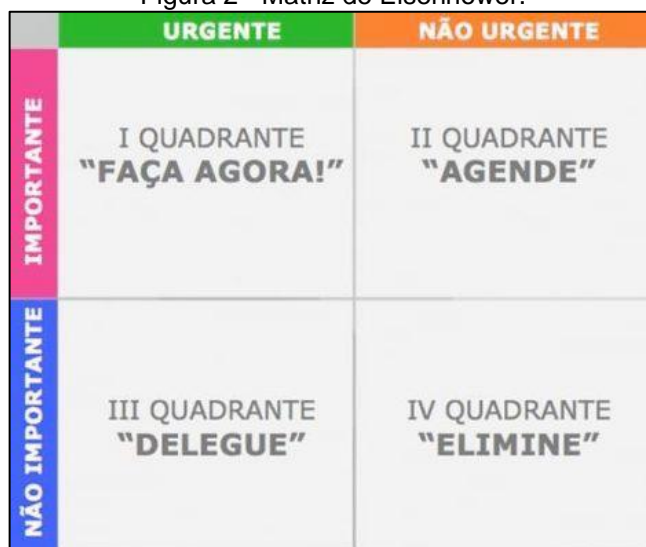 Figura 2 - Matriz de Eisenhower.
URGENTE
NÃO URGENTE
IMPORTANTE
I QUADRANTE
"FAÇA AGORA!"
II QUADRANTE
"AGENDE"
NÃO IMPORTANTE
III QUADRANTE
"DELEGUE"
IV QUADRANTE
"ELIMINE"